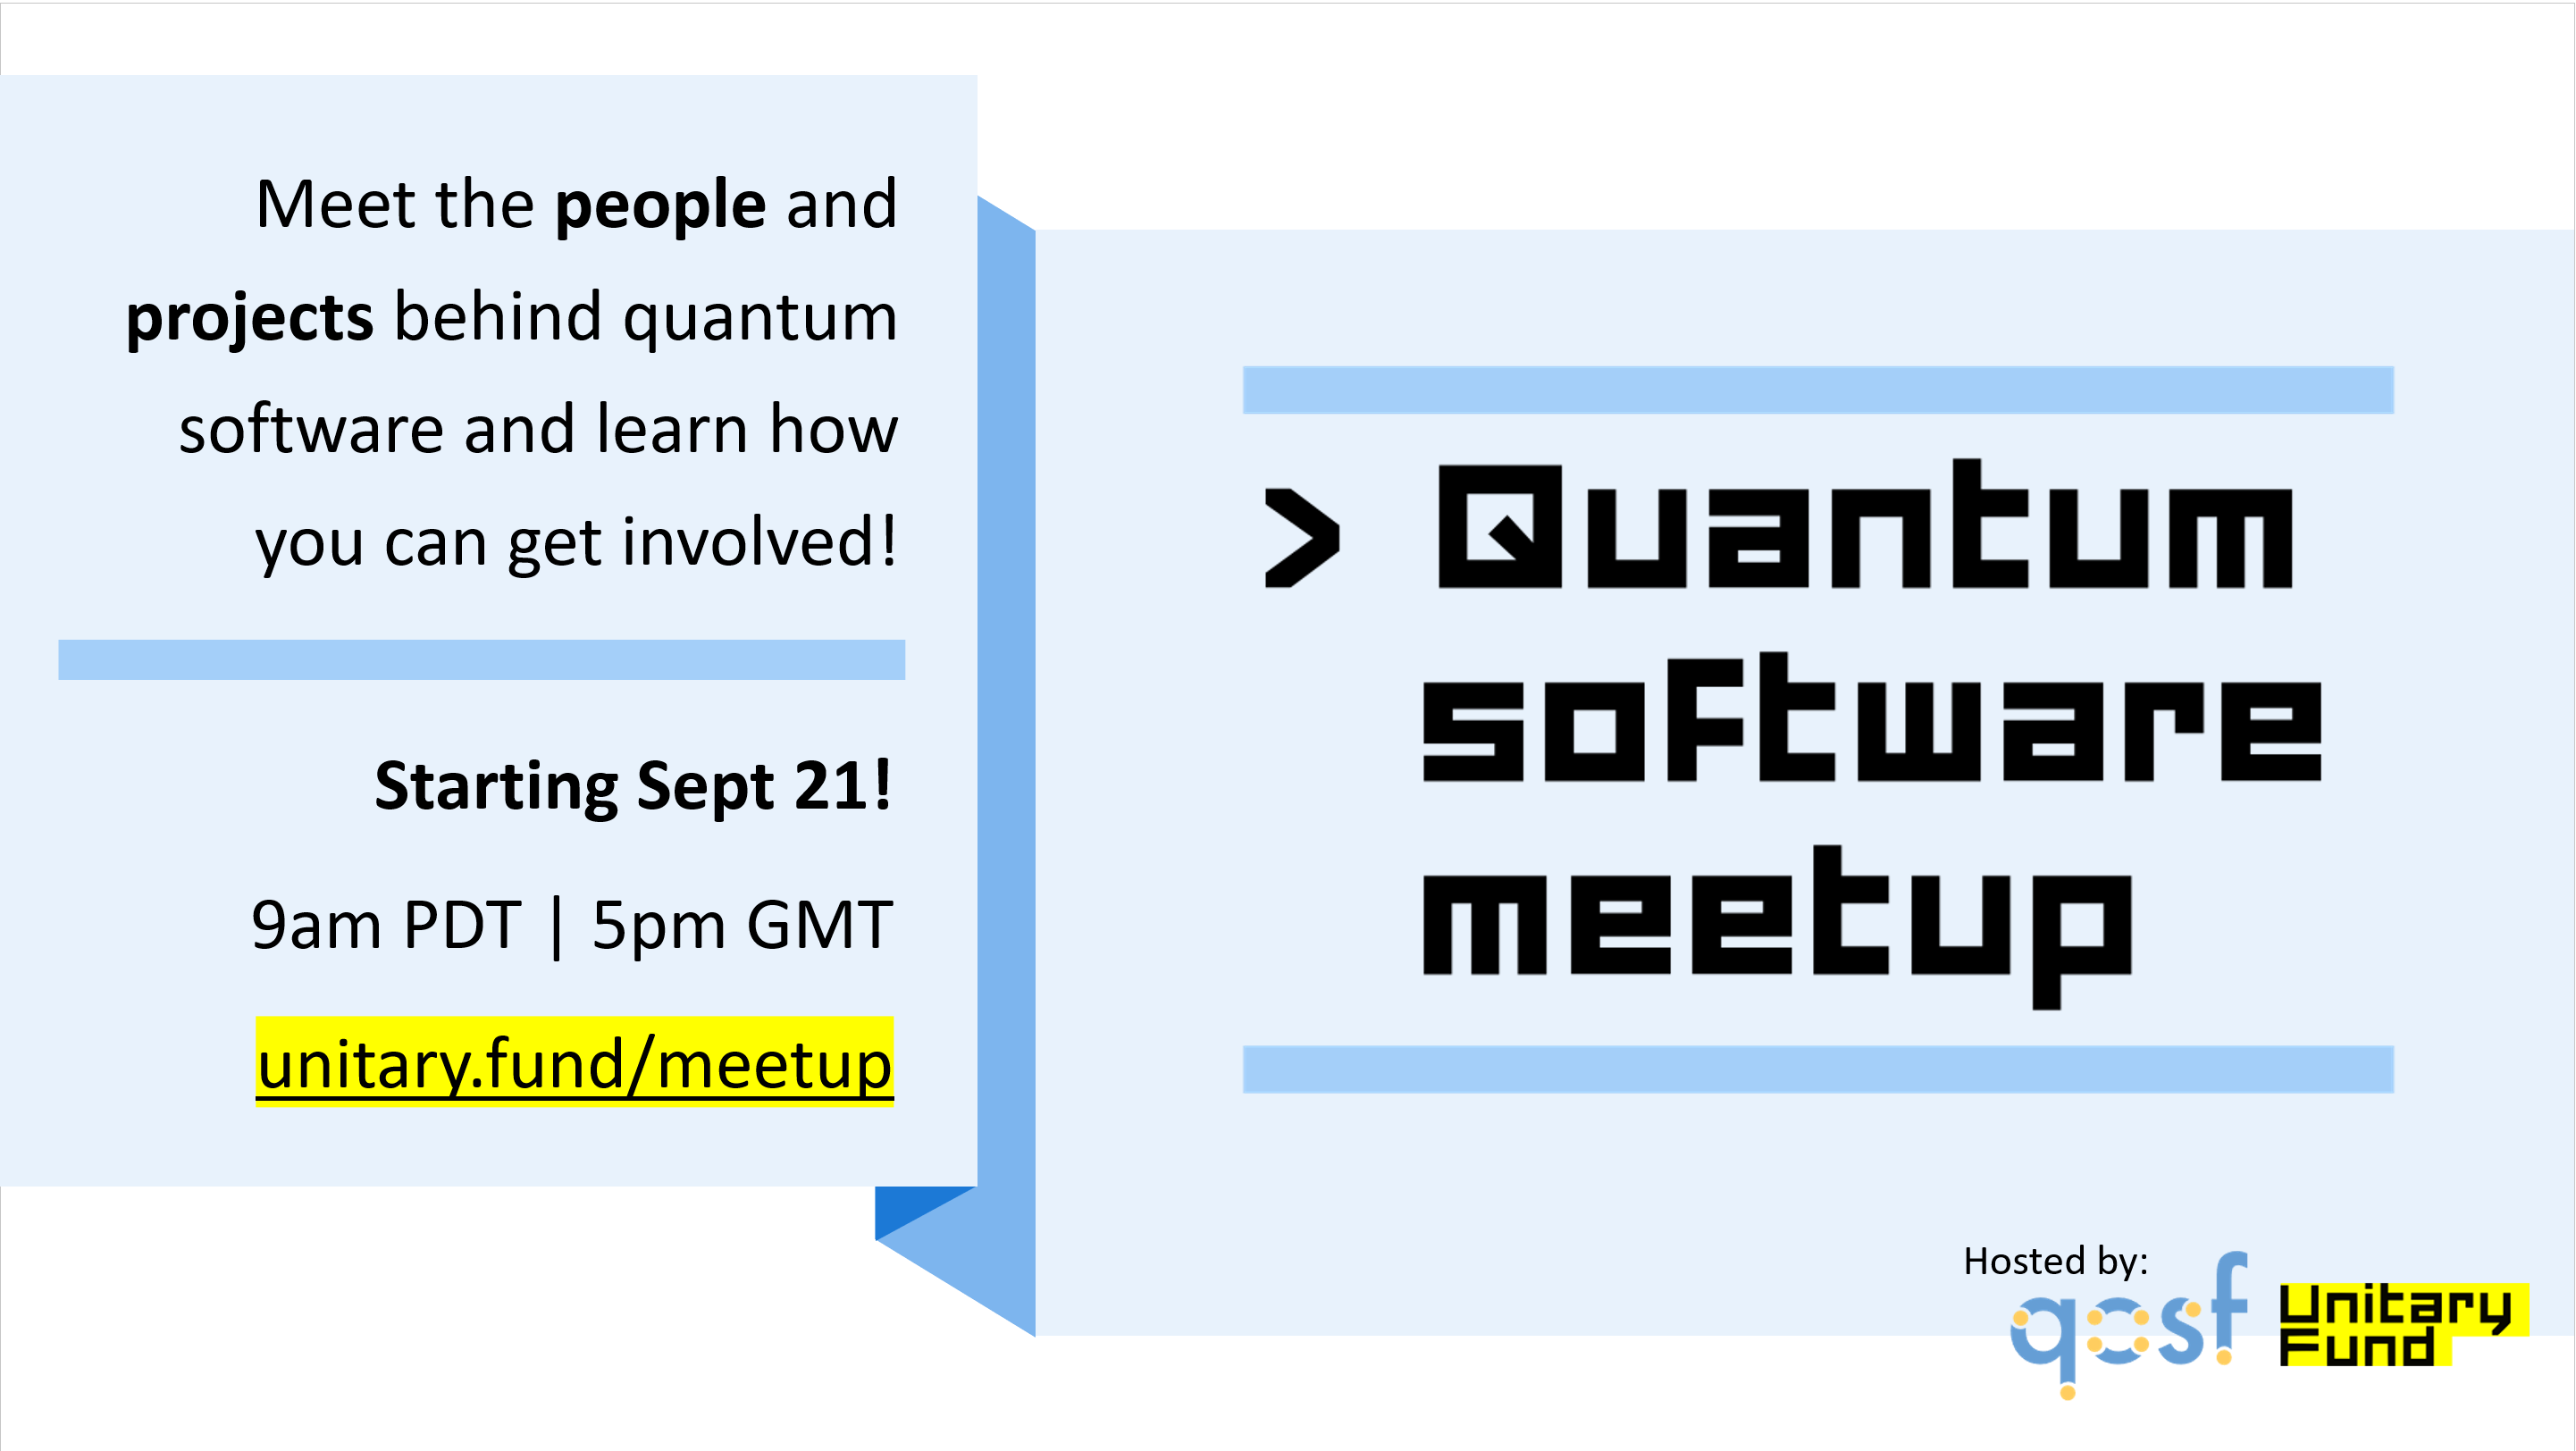 Meet the people and
projects behind quantum
software and learn how
you can get involved!
Starting Sept 21!
9am PDT | 5pm GMT
unitary.fund/meetup
> Quantum
software
meetup
Hosted by:
qosf
Unitary
Fund